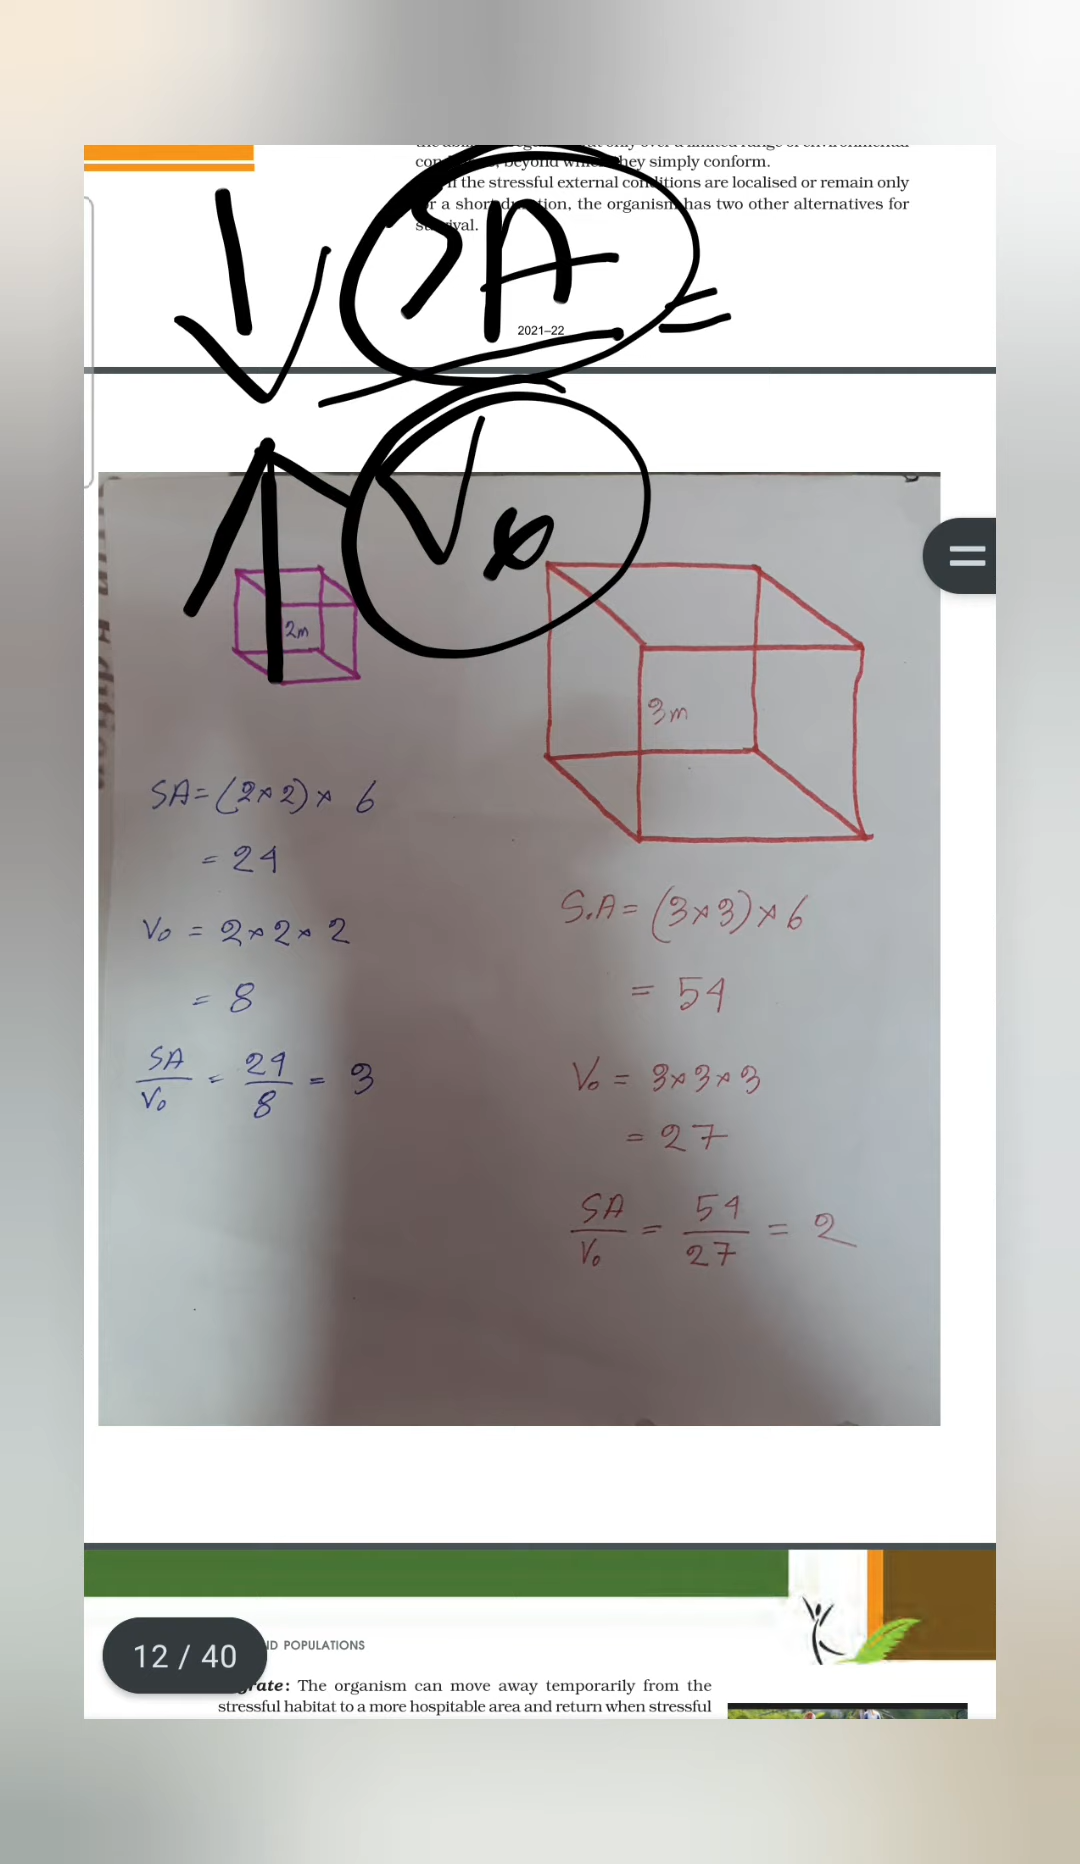 they simply conform.
the stressful external conditions are localised or remain only
a short duration, the organism has two other alternatives for
survival.
SA =
2021–22
Vo
2m
3m
SA = (2×2) × 6
= 24
Vo = 2×2×2
= 8
SA/Vo = 24/8 = 3
S.A = (3×3)×6
= 54
Vo = 3×3×3
= 27
SA/Vo = 54/27 = 2
12 / 40
POPULATIONS
The organism can move away temporarily from the
stressful habitat to a more hospitable area and return when stressful